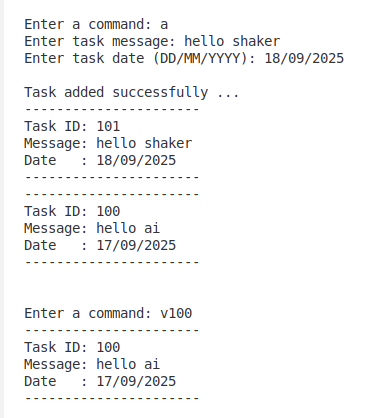 Enter a command: a
Enter task message: hello shaker
Enter task date (DD/MM/YYYY): 18/09/2025
Task added successfully ...
----------------------
Task ID: 101
Message: hello shaker
Date   : 18/09/2025
----------------------
----------------------
Task ID: 100
Message: hello ai
Date   : 17/09/2025
----------------------
Enter a command: v100
----------------------
Task ID: 100
Message: hello ai
Date   : 17/09/2025
----------------------